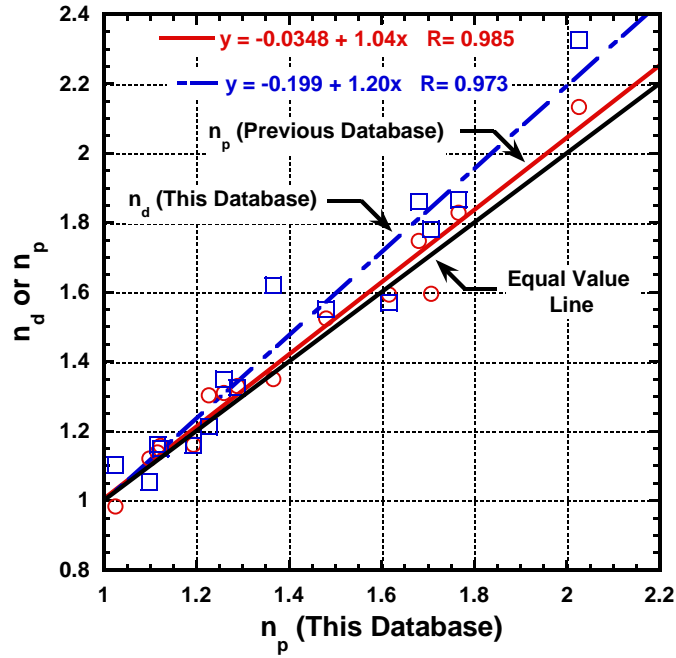 2.4
2.2
2
1.8
1.6
1.4
1.2
1
0.8
n_d or n_p
y = -0.0348 + 1.04x R= 0.985
y = -0.199 + 1.20x R= 0.973
n_p (Previous Database)
n_d (This Database)
Equal Value
Line
1 1.2 1.4 1.6 1.8 2 2.2
n_p (This Database)